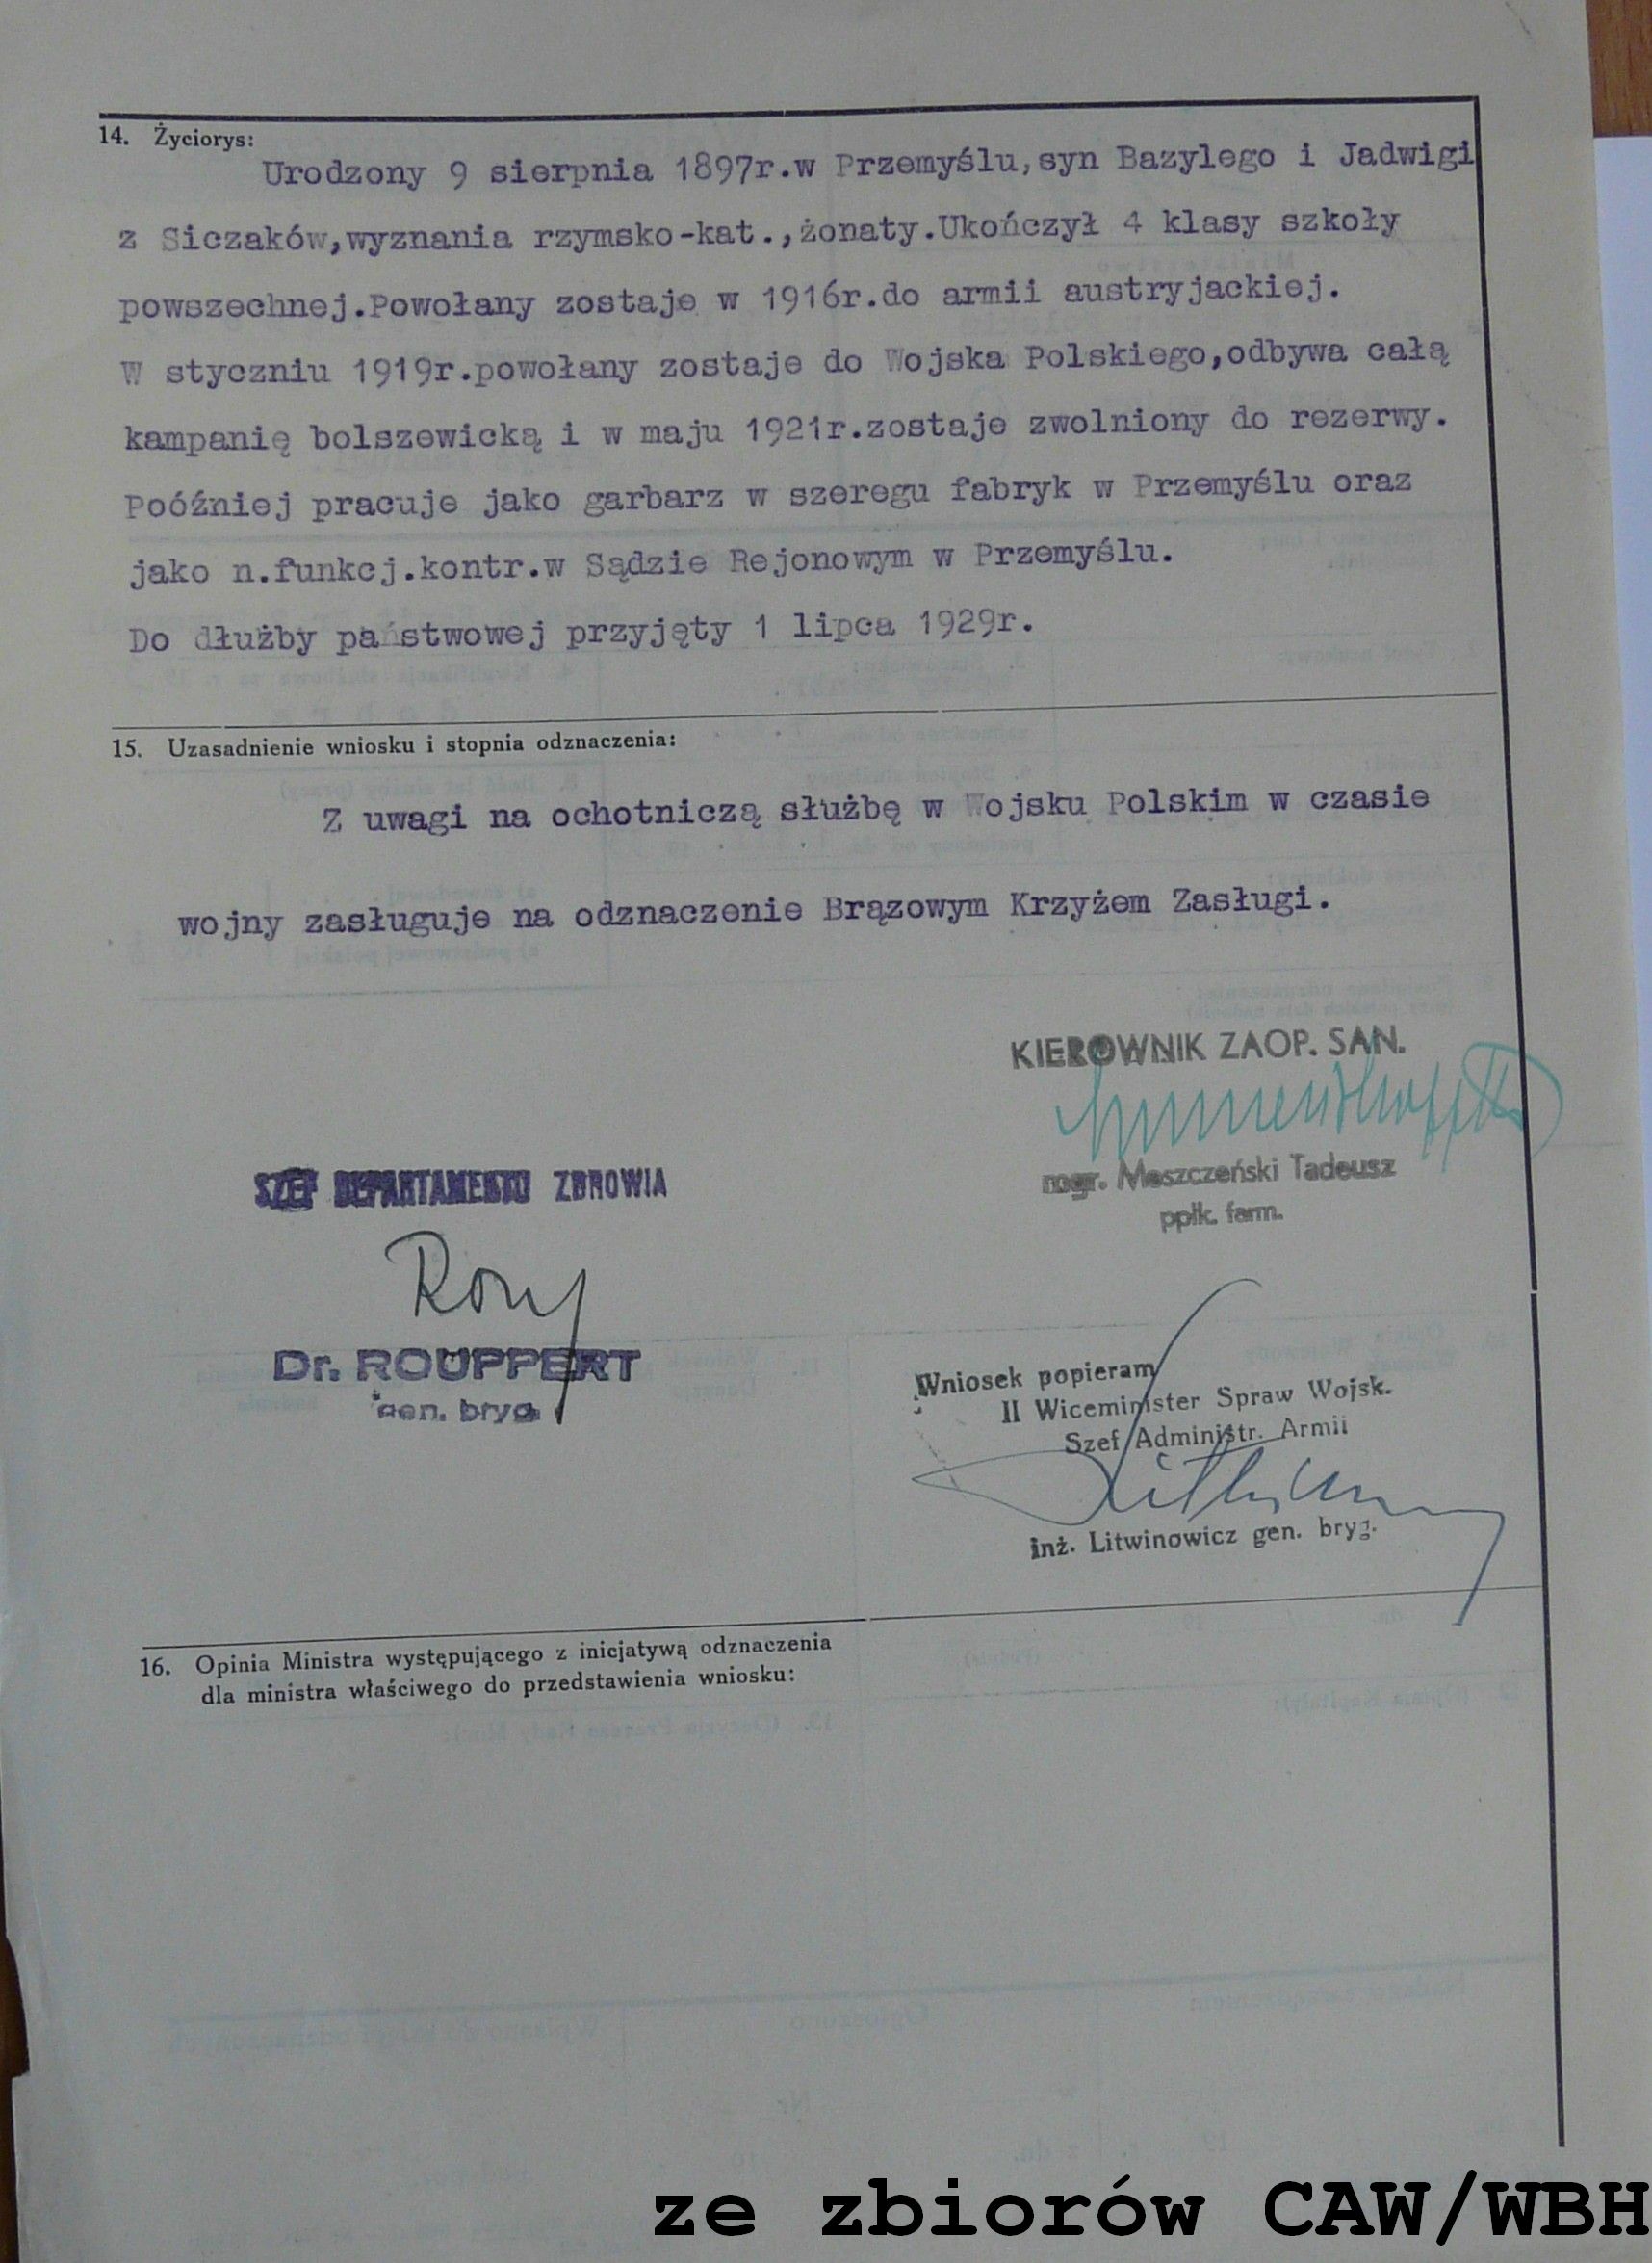 14. Życiorys:
Urodzony 9 sierpnia 1897r.w Przemyślu,syn Bazylego i Jadwigi
z Siczaków,wyznania rzymsko-kat.,żonaty.Ukończył 4 klasy szkoły
powszechnej.Powołany zostaje w 1916r.do armii austryjackiej.
W styczniu 1919r.powołany zostaje do Wojska Polskiego,odbywa całą
kampanię bolszewicką i w maju 1921r.zostaje zwolniony do rezerwy.
Poóźniej pracuje jako garbarz w szeregu fabryk w Przemyślu oraz
jako n.funkcj.kontr.w Sądzie Rejonowym w Przemyślu.
Do dłużby państwowej przyjęty 1 lipca 1929r.
15. Uzasadnienie wniosku i stopnia odznaczenia:
Z uwagi na ochotniczą służbę w Wojsku Polskim w czasie
wojny zasługuje na odznaczenie Brązowym Krzyżem Zasługi.
KIEROWNIK ZAOP. SAN.
mgr. Moszczeński Tadeusz
ppłk. farm.
SZEF DEPARTAMENTU ZDROWIA
Dr. ROUPPERT
gen. bryg.
Wniosek popieram
II Wiceminister Spraw Wojsk.
Szef Administr. Armii
inż. Litwinowicz gen. bryg.
16. Opinia Ministra występującego z inicjatywą odznaczenia
dla ministra właściwego do przedstawienia wniosku:
ze zbiorów CAW/WBH